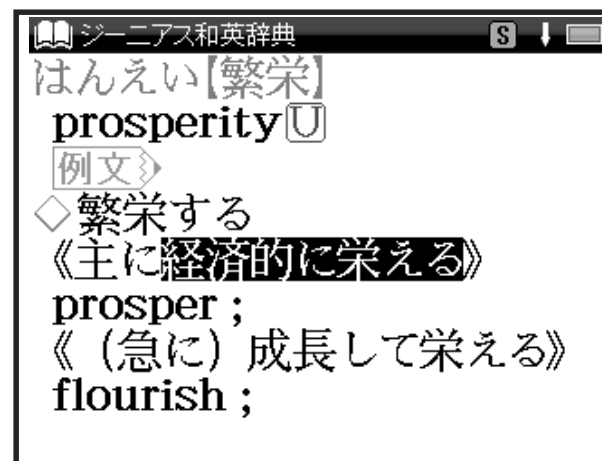 ジーニアス和英辞典 S
はんえい【繁栄】
prosperity U
例文
◇繁栄する
《主に経済的に栄える》
prosper ;
《（急に）成長して栄える》
flourish ;